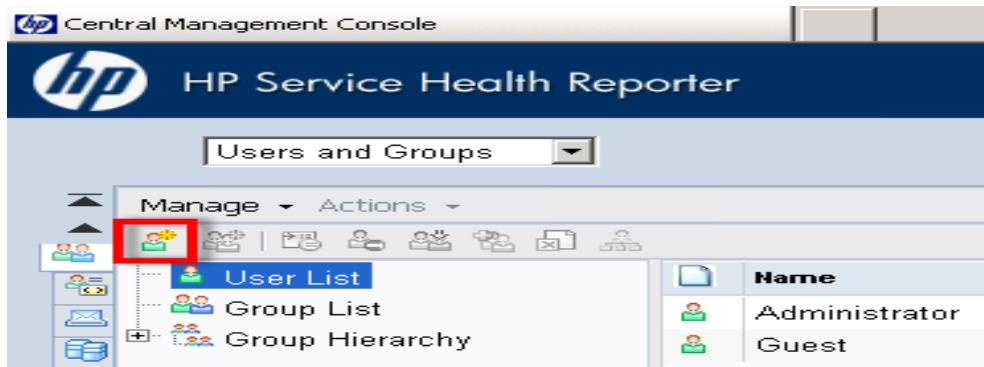 Central Management Console
hp HP Service Health Reporter
Users and Groups
Manage Actions
User List
Group List
Group Hierarchy
Name
Administrator
Guest